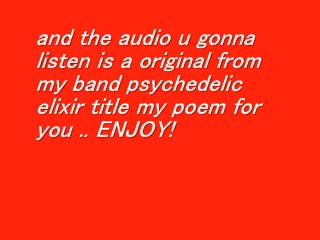 and the audio u gonna
listen is a original from
my band psychedelic
elixir title my poem for
you .. ENJOY!